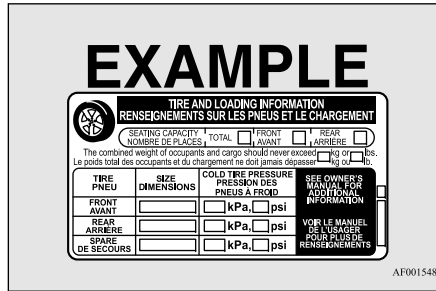 EXAMPLE
TIRE AND LOADING INFORMATION
RENSEIGNEMENTS SUR LES PNEUS ET LE CHARGEMENT
SEATING CAPACITY
NOMBRE DE PLACES
TOTAL
FRONT
AVANT
REAR
ARRIÈRE
The combined weight of occupants and cargo should never exceed kg or lbs.
Le poids total des occupants et du chargement ne doit jamais dépasser kg ou lb.
TIRE
PNEU
SIZE
DIMENSIONS
COLD TIRE PRESSURE
PRESSION DES
PNEUS À FROID
SEE OWNER'S
MANUAL FOR
ADDITIONAL
INFORMATION
FRONT
AVANT
kPa, psi
REAR
ARRIÈRE
kPa, psi
SPARE
DE SECOURS
kPa, psi
VOIR LE MANUEL
DE L'USAGER
POUR PLUS DE
RENSEIGNEMENTS
AF001548